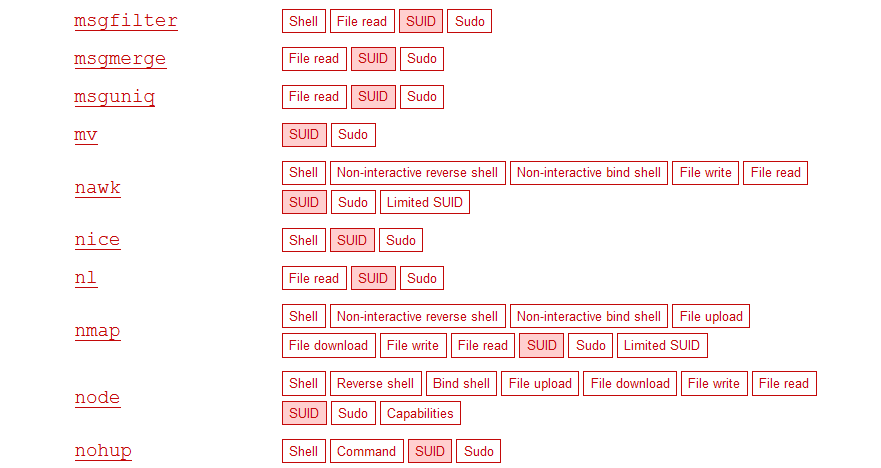 msgfilter Shell File read SUID Sudo
msgmerge File read SUID Sudo
msguniq File read SUID Sudo
mv SUID Sudo
nawk Shell Non-interactive reverse shell Non-interactive bind shell File write File read
SUID Sudo Limited SUID
nice Shell SUID Sudo
nl File read SUID Sudo
nmap Shell Non-interactive reverse shell Non-interactive bind shell File upload
File download File write File read SUID Sudo Limited SUID
node Shell Reverse shell Bind shell File upload File download File write File read
SUID Sudo Capabilities
nohup Shell Command SUID Sudo